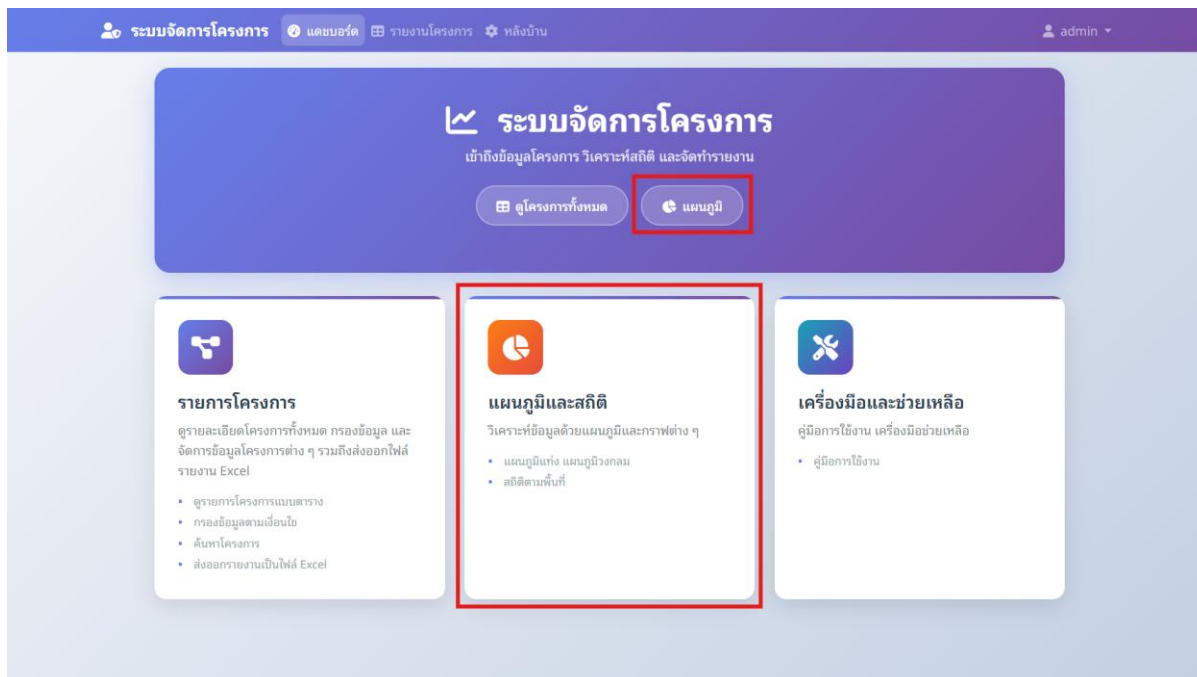 ระบบจัดการโครงการ แดชบอร์ด รายงานโครงการ หลังบ้าน admin
ระบบจัดการโครงการ
เข้าถึงข้อมูลโครงการ วิเคราะห์สถิติ และจัดทำรายงาน
ดูโครงการทั้งหมด แผนภูมิ
รายการโครงการ
ดูรายละเอียดโครงการทั้งหมด กรองข้อมูล และ
จัดการข้อมูลโครงการต่าง ๆ รวมถึงส่งออกไฟล์
รายงาน Excel
• ดูรายการโครงการแบบตาราง
• กรองข้อมูลตามเงื่อนไข
• ค้นหาโครงการ
• ส่งออกรายงานเป็นไฟล์ Excel
แผนภูมิและสถิติ
วิเคราะห์ข้อมูลด้วยแผนภูมิและกราฟต่าง ๆ
• แผนภูมิแท่ง แผนภูมิวงกลม
• สถิติตามพื้นที่
เครื่องมือและช่วยเหลือ
คู่มือการใช้งาน เครื่องมือช่วยเหลือ
• คู่มือการใช้งาน